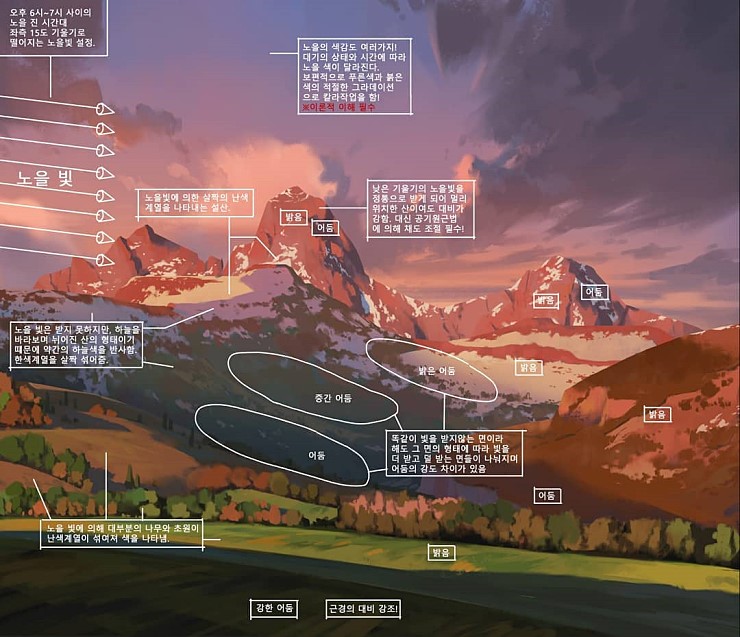 오후 6시~7시 사이의
노을 진 시간대
좌측 15도 기울기로
떨어지는 노을빛 설정.
노을의 색감도 여러가지!
대기의 상태와 시간에 따라
노을 색이 달라진다.
보편적으로 푸른색과 붉은
색의 적절한 그라데이션
으로 칼라작업을 함!
※이론적 이해 필수
노을 빛
노을빛에 의한 살짝의 난색
계열을 나타내는 설산.
낮은 기울기의 노을빛을
정통으로 받게 되어 멀리
위치한 산이여도 대비가
강함. 대신 공기원근법
에 의해 채도 조절 필수!
밝음
어두
밝음
어두
노을 빛은 받지 못하지만, 하늘을
바라보며 뉘어진 산의 형태이기
때문에 약간의 하늘색을 반사함.
한색계열을 살짝 섞어줌.
밝은 어둠
밝음
중간 어둠
밝음
어둠
똑같이 빛을 받지않는 면이라
해도 그 면의 형태에 따라 빛을
더 받고 덜 받는 면들이 나눠지며
어둠의 강도 차이가 있음
어두
노을 빛에 의해 대부분의 나무와 초원이
난색계열이 섞여져 색을 나타냄.
밝음
강한 어둠
근경의 대비 강조!